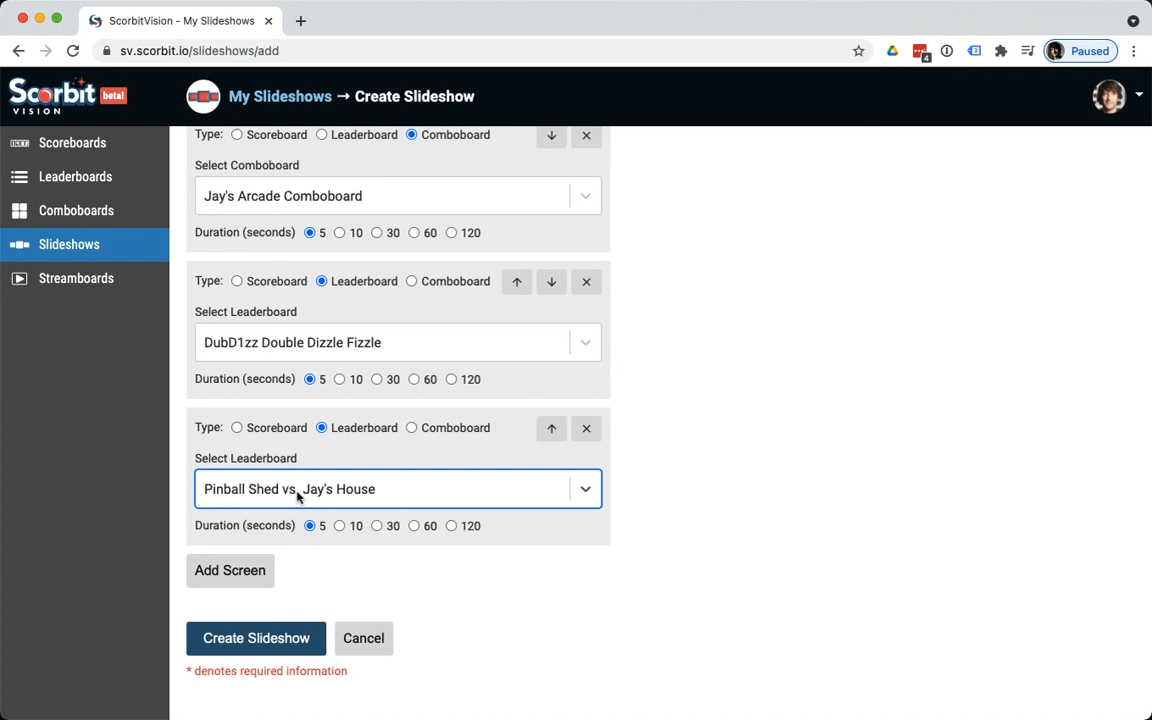 ScorbitVision - My Slideshows
sv.scorbit.io/slideshows/add
4
Paused
Scorbit beta!
VISION
My Slideshows → Create Slideshow
Scoreboards
Leaderboards
Comboboards
Slideshows
Streamboards
Type: Scoreboard Leaderboard Comboboard
Select Comboboard
Jay's Arcade Comboboard
Duration (seconds) 5 10 30 60 120
Type: Scoreboard Leaderboard Comboboard
Select Leaderboard
DubD1zz Double Dizzle Fizzle
Duration (seconds) 5 10 30 60 120
Type: Scoreboard Leaderboard Comboboard
Select Leaderboard
Pinball Shed vs. Jay's House
Duration (seconds) 5 10 30 60 120
Add Screen
Create Slideshow Cancel
* denotes required information